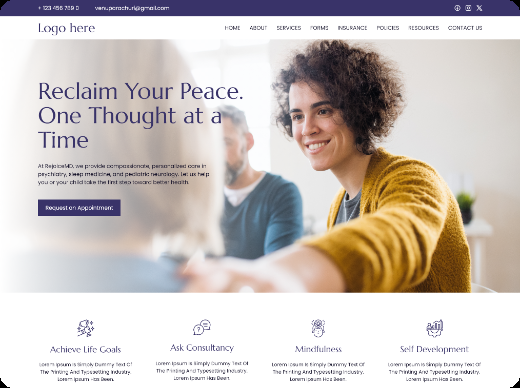 + 123 456 789 0 venuparachuri@gmail.com
Logo here
HOME ABOUT SERVICES FORMS INSURANCE POLICIES RESOURCES CONTACT US
Reclaim Your Peace.
One Thought at a
Time
At RejoiceMD, we provide compassionate, personalized care in
psychiatry, sleep medicine, and pediatric neurology. Let us help
you or your child take the first step toward better health.
Request an Appointment
Achieve Life Goals
Lorem Ipsum Is Simply Dummy Text Of
The Printing And Typesetting Industry.
Lorem Ipsum Has Been.
Ask Consultancy
Lorem Ipsum Is Simply Dummy Text Of
The Printing And Typesetting Industry.
Lorem Ipsum Has Been.
Mindfulness
Lorem Ipsum Is Simply Dummy Text Of
The Printing And Typesetting Industry.
Lorem Ipsum Has Been.
Self Development
Lorem Ipsum Is Simply Dummy Text Of
The Printing And Typesetting Industry.
Lorem Ipsum Has Been.